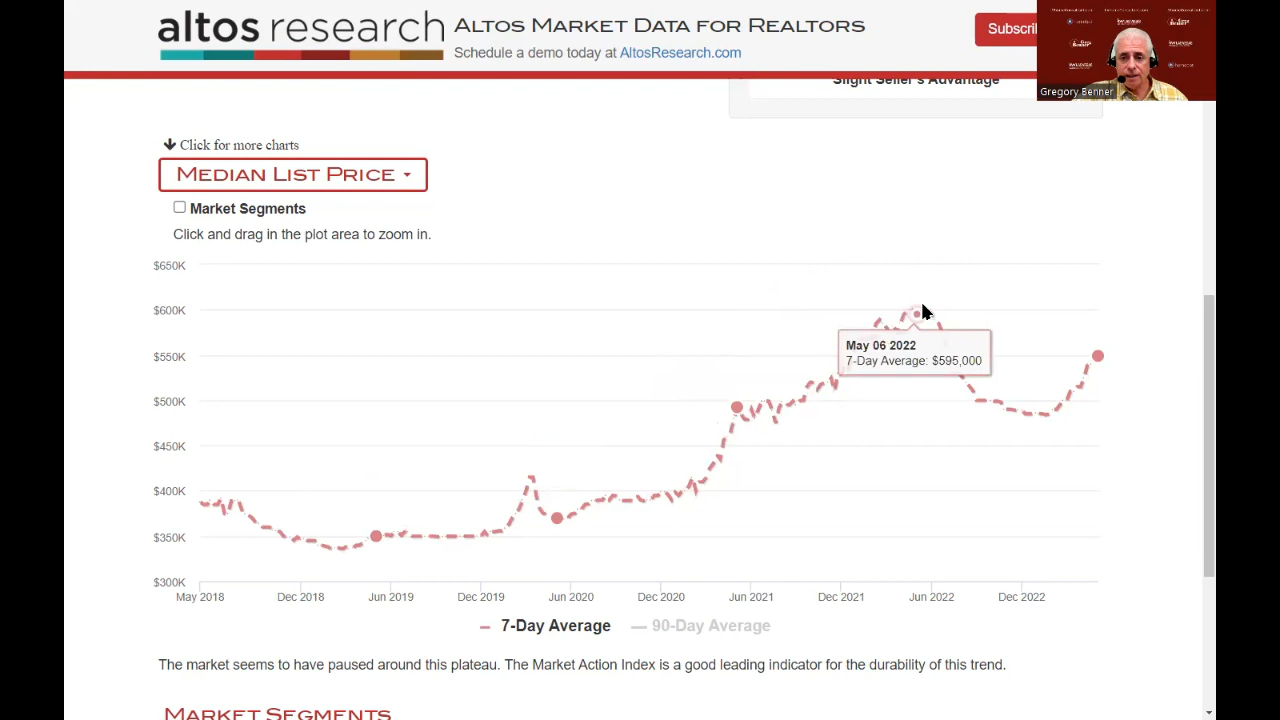 altos research
Altos Market Data for Realtors
Schedule a demo today at AltosResearch.com
Subscri
Gregory Benner
Slight Seller's Advantage
Click for more charts
Median List Price
Market Segments
Click and drag in the plot area to zoom in.
$650K
$600K
$550K
$500K
$450K
$400K
$350K
$300K
May 06 2022
7-Day Average: $595,000
May 2018 Dec 2018 Jun 2019 Dec 2019 Jun 2020 Dec 2020 Jun 2021 Dec 2021 Jun 2022 Dec 2022
7-Day Average 90-Day Average
The market seems to have paused around this plateau. The Market Action Index is a good leading indicator for the durability of this trend.
Market Segments